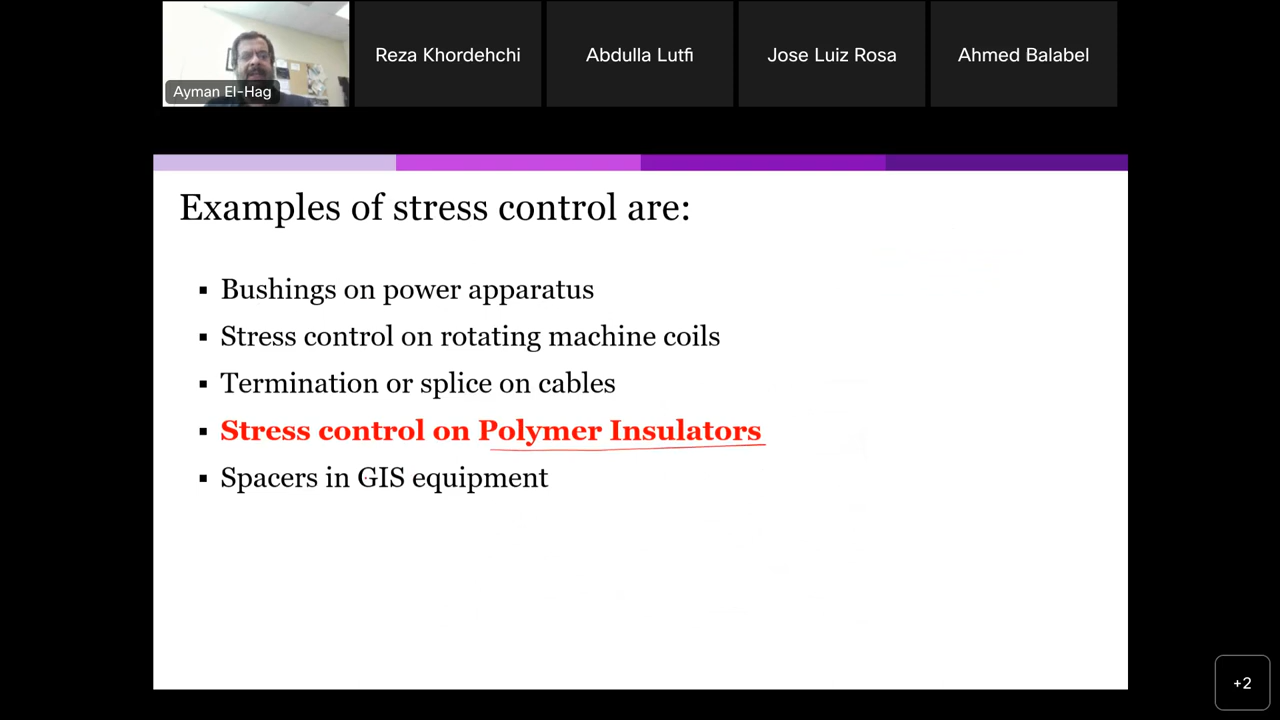 Reza Khordehchi
Abdulla Lutfi
Jose Luiz Rosa
Ahmed Balabel
Ayman El-Hag
Examples of stress control are:
▪ Bushings on power apparatus
▪ Stress control on rotating machine coils
▪ Termination or splice on cables
▪ Stress control on Polymer Insulators
▪ Spacers in GIS equipment
+2